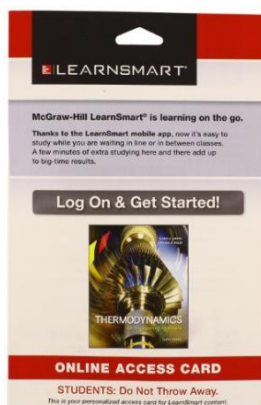 LEARNSMART®
McGraw-Hill LearnSmart® is learning on the go.
Thanks to the LearnSmart mobile app, now it's easy to
study while you are waiting in line or in between classes.
A few minutes of extra studying here and there add up
to big-time results.
Log On & Get Started!
THERMODYNAMICS
ONLINE ACCESS CARD
STUDENTS: Do Not Throw Away.
This is your personalized access card for LearnSmart content.